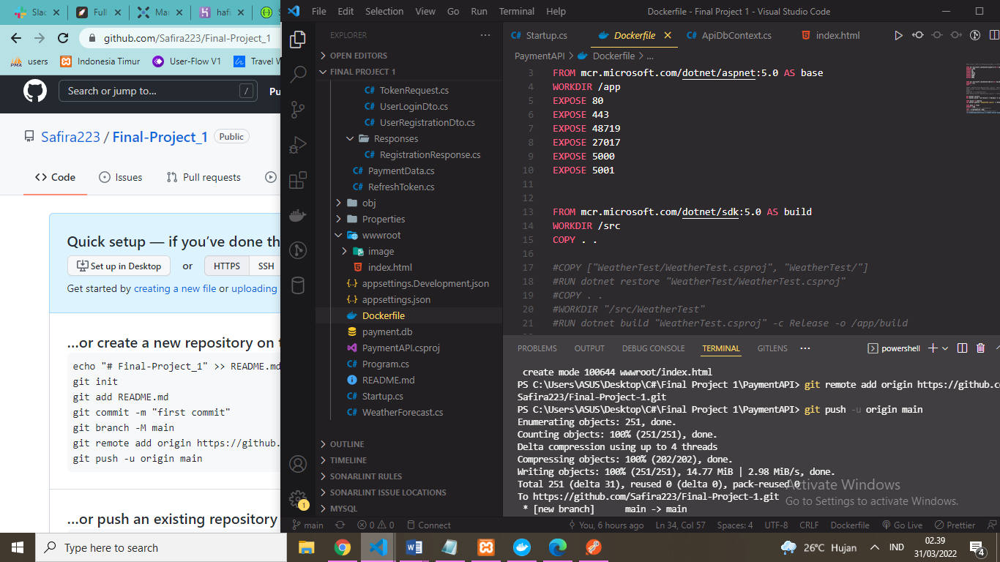 Slac
Full
Mar
hafi
File Edit Selection View Go Run Terminal Help
Dockerfile - Final Project 1 - Visual Studio Code
github.com/Safira223/Final-Project_1
users
Indonesia Timur
User-Flow V1
Travel W
Search or jump to...
/
Pu
Safira223 / Final-Project_1
Public
Code
Issues
Pull requests
Quick setup — if you've done th
Set up in Desktop
or
HTTPS
SSH
Get started by creating a new file or uploading
...or create a new repository on t
echo "# Final-Project_1" >> README.md
git init
git add README.md
git commit -m "first commit"
git branch -M main
git remote add origin https://github.
git push -u origin main
...or push an existing repository
EXPLORER
OPEN EDITORS
FINAL PROJECT 1
TokenRequest.cs
UserLoginDto.cs
UserRegistrationDto.cs
Responses
RegistrationResponse.cs
PaymentData.cs
RefreshToken.cs
obj
Properties
wwwroot
image
index.html
appsettings.Development.json
appsettings.json
Dockerfile
payment.db
PaymentAPI.csproj
Program.cs
README.md
Startup.cs
WeatherForecast.cs
OUTLINE
TIMELINE
SONARLINT RULES
SONARLINT ISSUE LOCATIONS
MYSQL
1
Startup.cs
Dockerfile
ApiDbContext.cs
index.html
PaymentAPI > Dockerfile > ...
3 FROM mcr.microsoft.com/dotnet/aspnet:5.0 AS base
4 WORKDIR /app
5 EXPOSE 80
6 EXPOSE 443
7 EXPOSE 48719
8 EXPOSE 27017
9 EXPOSE 5000
10 EXPOSE 5001
11
12
13 FROM mcr.microsoft.com/dotnet/sdk:5.0 AS build
14 WORKDIR /src
15 COPY . .
16
17 #COPY ["WeatherTest/WeatherTest.csproj", "WeatherTest/"]
18 #RUN dotnet restore "WeatherTest/WeatherTest.csproj"
19 #COPY . .
20 #WORKDIR "/src/WeatherTest"
21 #RUN dotnet build "WeatherTest.csproj" -c Release -o /app/build
PROBLEMS OUTPUT DEBUG CONSOLE TERMINAL GITLENS ...
powershell
create mode 100644 wwwroot/index.html
PS C:\Users\ASUS\Desktop\C#\Final Project 1\PaymentAPI> git remote add origin https://github.c
Safira223/Final-Project-1.git
PS C:\Users\ASUS\Desktop\C#\Final Project 1\PaymentAPI> git push -u origin main
Enumerating objects: 251, done.
Counting objects: 100% (251/251), done.
Delta compression using up to 4 threads
Compressing objects: 100% (202/202), done.
Writing objects: 100% (251/251), 14.77 MiB | 2.98 MiB/s, done.
Total 251 (delta 31), reused 0 (delta 0), pack-reused 0
To https://github.com/Safira223/Final-Project-1.git
* [new branch] main -> main
Activate Windows
Go to Settings to activate Windows.
main
0 0
Connect
You, 6 hours ago
Ln 34, Col 57
Spaces: 4
UTF-8
CRLF
Dockerfile
Go Live
Prettier
Type here to search
26°C Hujan
IND
02.39
31/03/2022
4